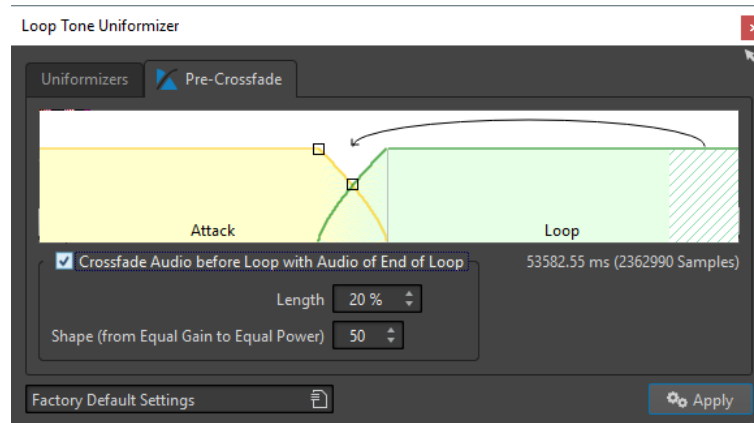 Loop Tone Uniformizer
Uniformizers
Pre-Crossfade
Attack
Loop
Crossfade Audio before Loop with Audio of End of Loop
53582.55 ms (2362990 Samples)
Length 20 %
Shape (from Equal Gain to Equal Power) 50
Factory Default Settings
Apply